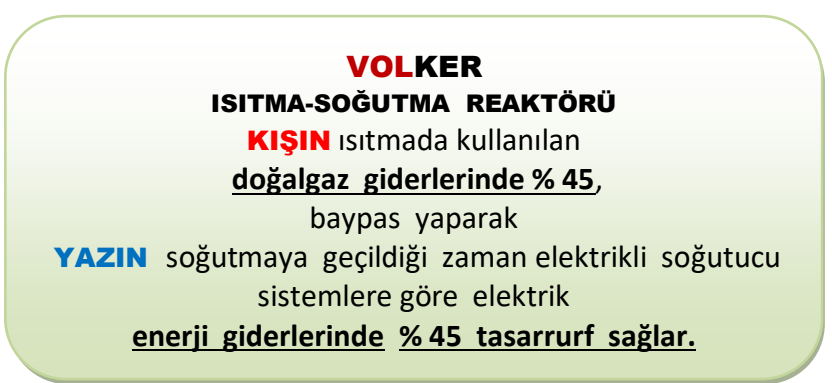 VOLKER
ISITMA-SOĞUTMA REAKTÖRÜ
KIŞIN ısıtmada kullanılan
doğalgaz giderlerinde % 45,
baypas yaparak
YAZIN soğutmaya geçildiği zaman elektrikli soğutucu
sistemlere göre elektrik
enerji giderlerinde % 45 tasarrurf sağlar.